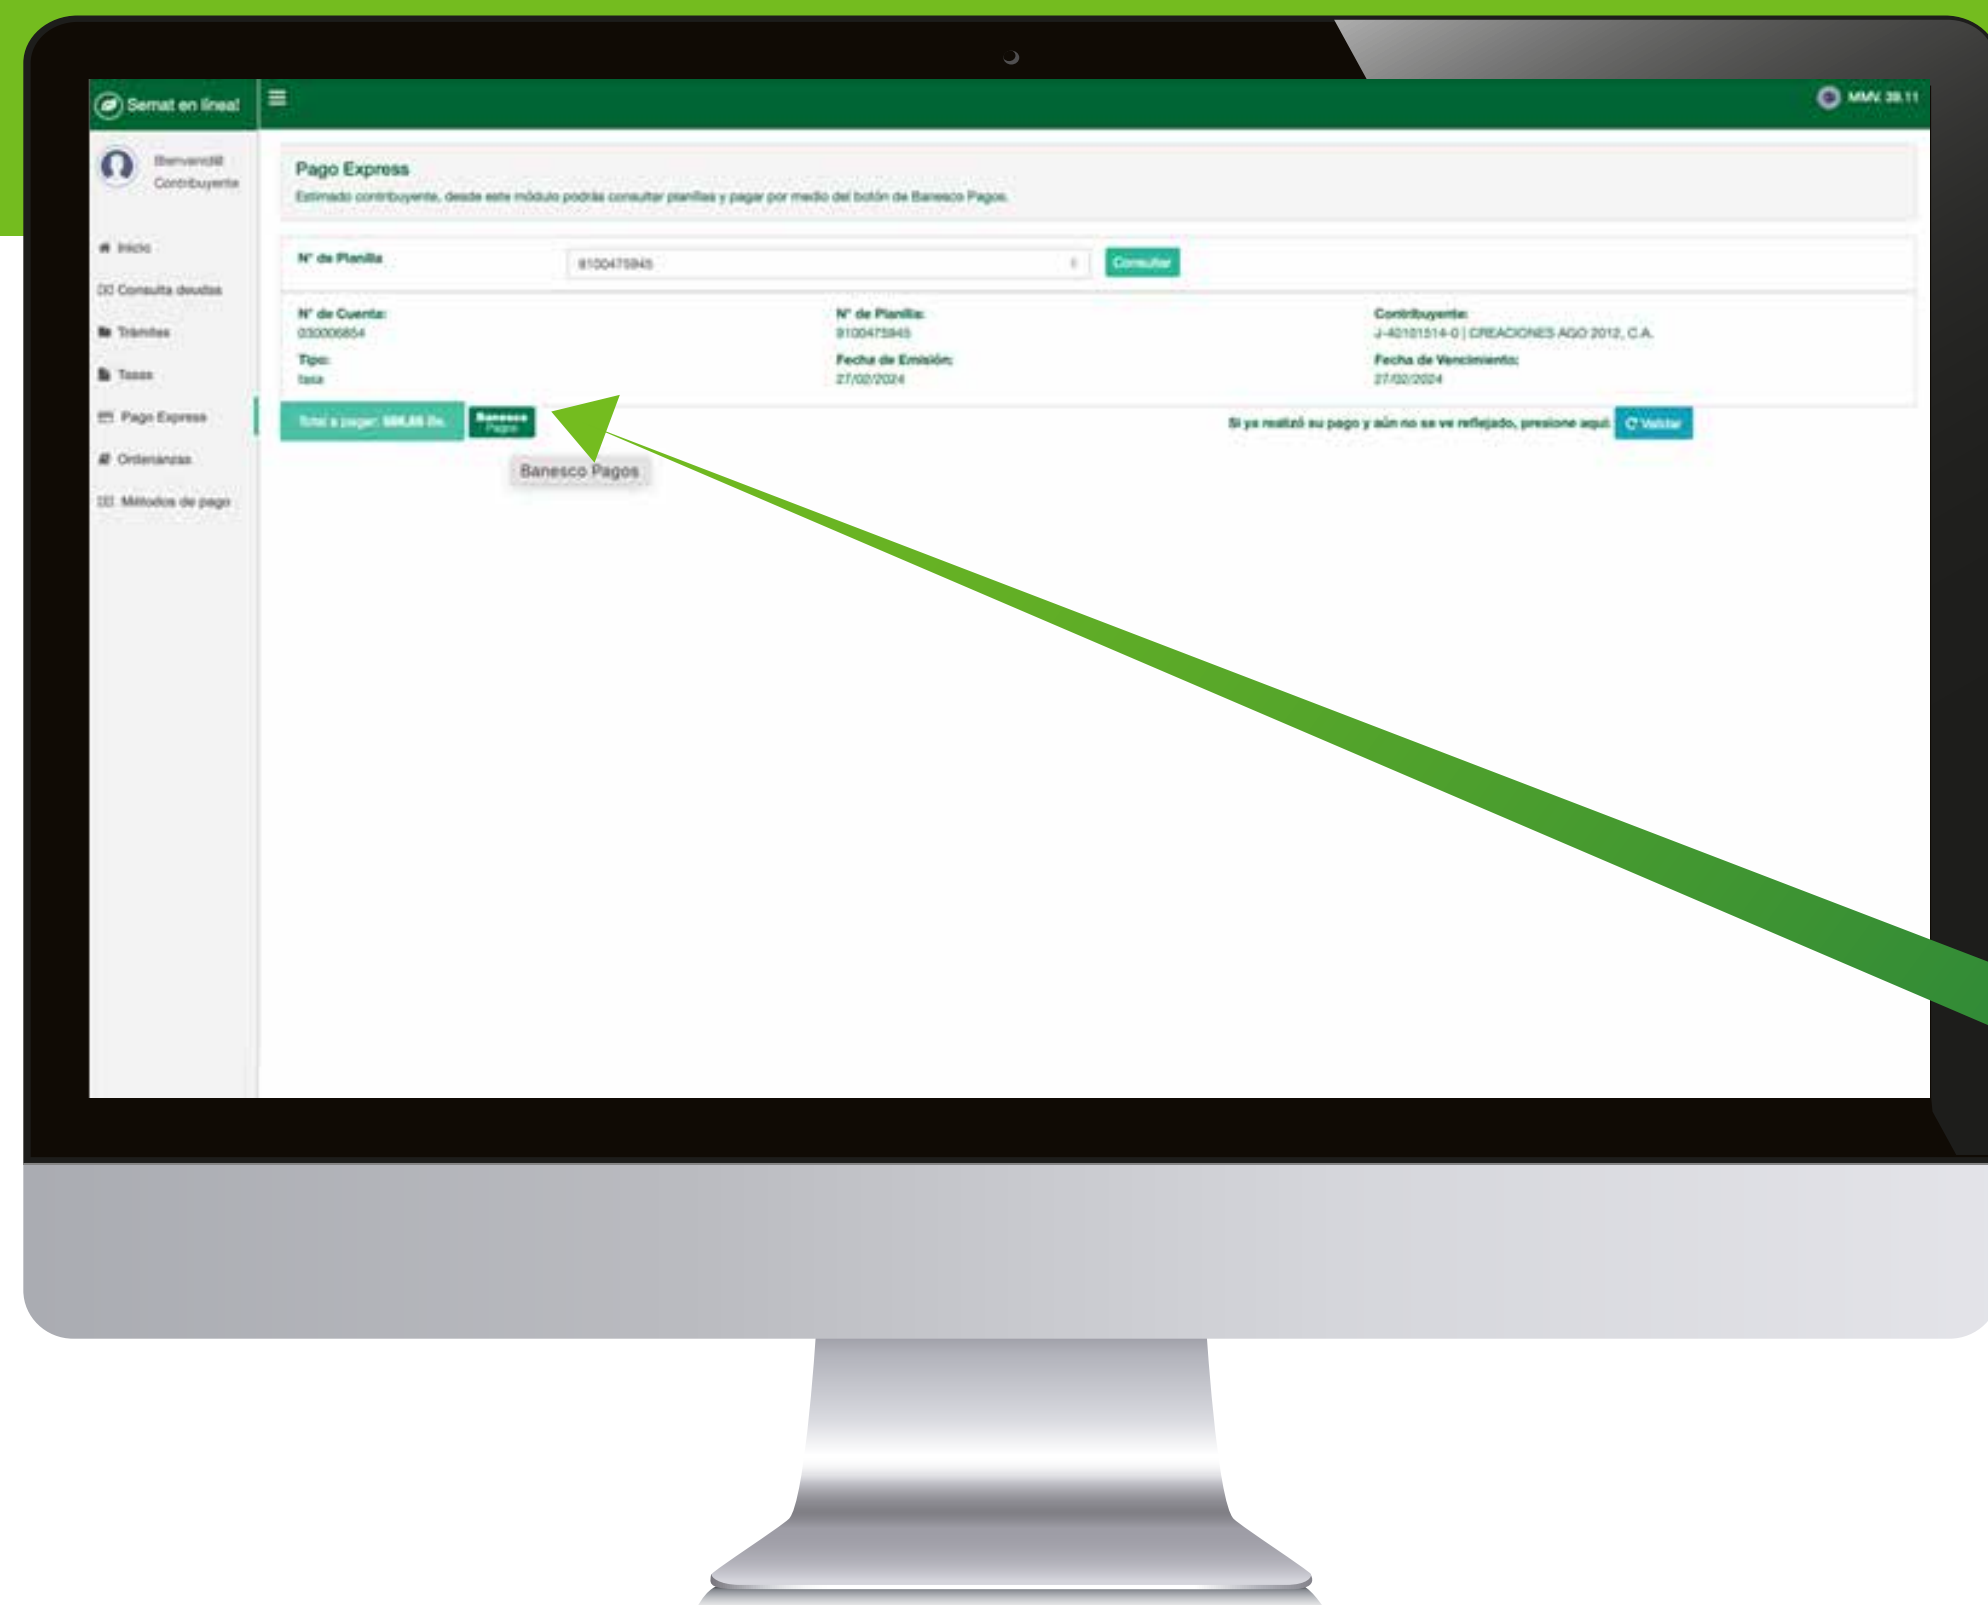 Semat en línea!
MMV. 39.11
Bienvenid@
Contribuyente
Inicio
Consulta deudas
Trámites
Tasas
Pago Express
Ordenanzas
Métodos de pago
Pago Express
Estimado contribuyente, desde este módulo podrás consultar planillas y pagar por medio del botón de Banesco Pagos.
N° de Planilla
9100475945
Consultar
N° de Cuenta:
030006854
N° de Planilla:
9100475945
Contribuyente:
J-40101514-0 | CREACIONES AGO 2012, C.A.
Tipo:
tasa
Fecha de Emisión:
27/02/2024
Fecha de Vencimiento:
27/02/2024
Total a pagar: Bs.
Banesco
Pagos
Si ya realizó su pago y aún no se ve reflejado, presione aquí:
Validar
Banesco Pagos